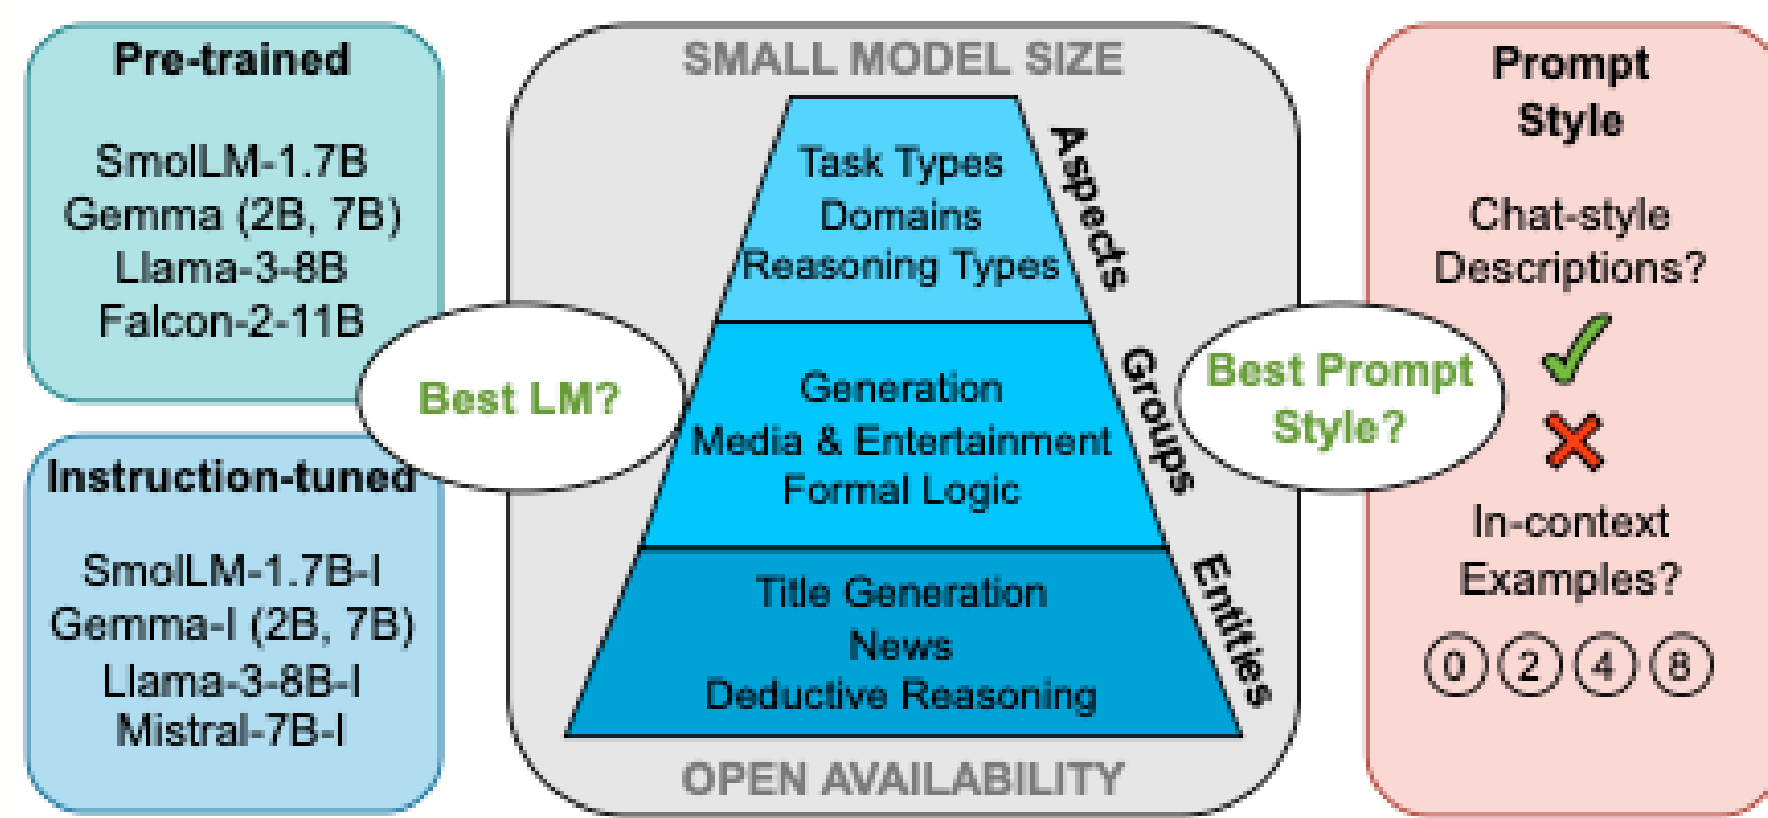 Pre-trained
SmolLM-1.7B
Gemma (2B, 7B)
Llama-3-8B
Falcon-2-11B
Instruction-tuned
SmolLM-1.7B-I
Gemma-I (2B, 7B)
Llama-3-8B-I
Mistral-7B-I
Best LM?
SMALL MODEL SIZE
Task Types
Domains
Reasoning Types
Aspects
Generation
Media & Entertainment
Formal Logic
Groups
Title Generation
News
Deductive Reasoning
Entities
OPEN AVAILABILITY
Best Prompt
Style?
Prompt
Style
Chat-style
Descriptions?
In-context
Examples?
0 2 4 8